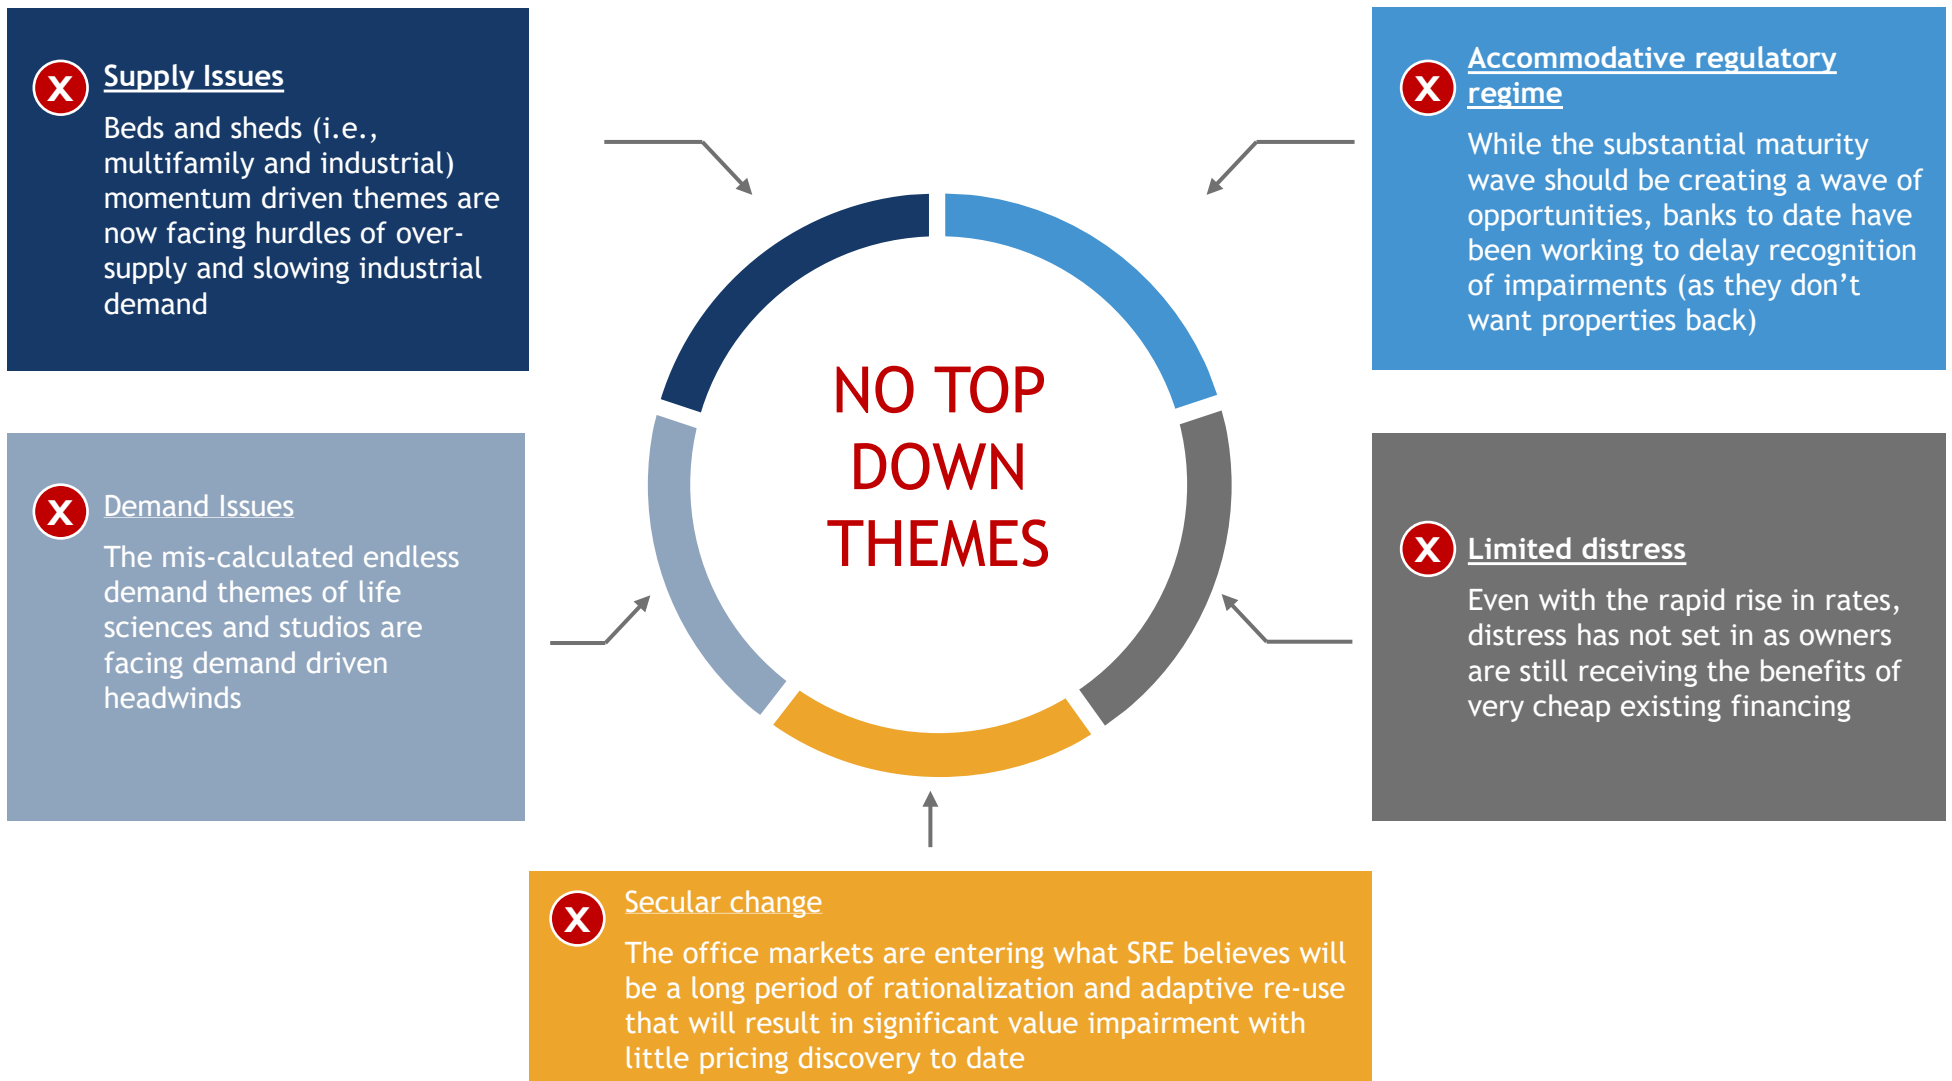 X
Supply Issues
Beds and sheds (i.e.,
multifamily and industrial)
momentum driven themes are
now facing hurdles of over-
supply and slowing industrial
demand
X
Accommodative regulatory
regime
While the substantial maturity
wave should be creating a wave of
opportunities, banks to date have
been working to delay recognition
of impairments (as they don’t
want properties back)
NO TOP
DOWN
THEMES
X
Demand Issues
The mis-calculated endless
demand themes of life
sciences and studios are
facing demand driven
headwinds
X
Limited distress
Even with the rapid rise in rates,
distress has not set in as owners
are still receiving the benefits of
very cheap existing financing
X
Secular change
The office markets are entering what SRE believes will
be a long period of rationalization and adaptive re-use
that will result in significant value impairment with
little pricing discovery to date